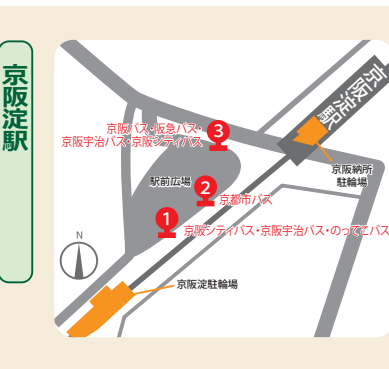 京阪淀駅
京阪淀駅
京阪バス・阪急バス・
京阪宇治バス・京阪シティバス
3
京阪納所
駐輪場
駅前広場
2
京都市バス
1
京阪シティバス・京阪宇治バス・のってこバス
N
京阪淀駐輪場